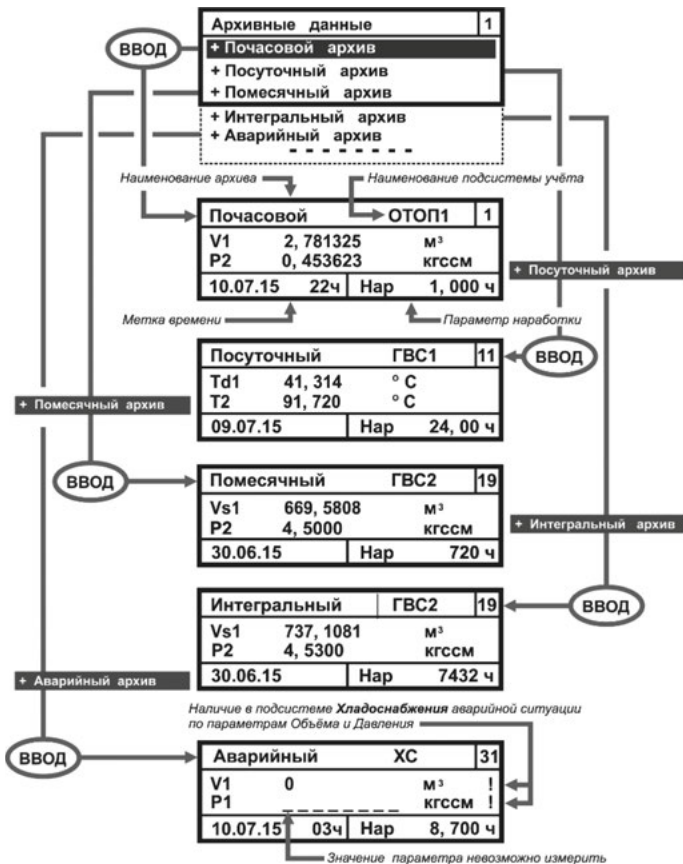 Архивные данные 1
ВВОД
+ Почасовой архив
+ Посуточный архив
+ Помесячный архив
+ Интегральный архив
+ Аварийный архив
Наименование архива
Наименование подсистемы учёта
Почасовой ОТОП1 1
V1 2, 781325 м³
P2 0, 453623 кгссм
10.07.15 22ч Нар 1, 000 ч
+ Посуточный архив
Метка времени
Параметр наработки
Посуточный ГВС1 11
ВВОД
Td1 41, 314 °C
T2 91, 720 °C
+ Помесячный архив
09.07.15 Нар 24, 00 ч
ВВОД
Помесячный ГВС2 19
Vs1 669, 5808 м³
P2 4, 5000 кгссм
+ Интегральный архив
30.06.15 Нар 720 ч
Интегральный ГВС2 19
ВВОД
Vs1 737, 1081 м³
P2 4, 5300 кгссм
+ Аварийный архив
30.06.15 Нар 7432 ч
Наличие в подсистеме Хладоснабжения аварийной ситуации
по параметрам Объёма и Давления
ВВОД
Аварийный ХС 31
V1 0 м³ !
P1 _ _ _ _ _ _ _ _ кгссм !
10.07.15 03ч Нар 8, 700 ч
Значение параметра невозможно измерить